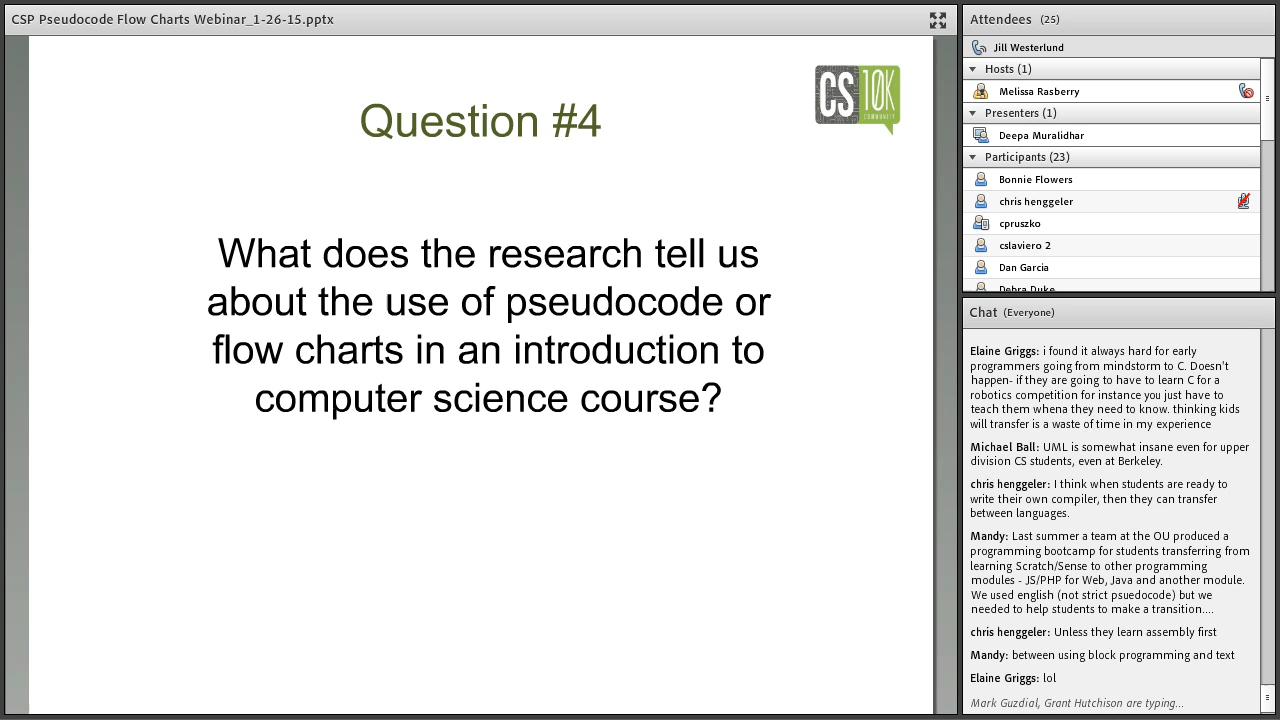 CSP Pseudocode Flow Charts Webinar_1-26-15.pptx
CS 10K
COMMUNITY
Question #4
What does the research tell us
about the use of pseudocode or
flow charts in an introduction to
computer science course?
Attendees (25)
Jill Westerlund
Hosts (1)
Melissa Rasberry
Presenters (1)
Deepa Muralidhar
Participants (23)
Bonnie Flowers
chris henggeler
cpruszko
cslaviero 2
Dan Garcia
Debra Duke
Chat (Everyone)
Elaine Griggs: i found it always hard for early
programmers going from mindstorm to C. Doesn't
happen- if they are going to have to learn C for a
robotics competition for instance you just have to
teach them whena they need to know. thinking kids
will transfer is a waste of time in my experience
Michael Ball: UML is somewhat insane even for upper
division CS students, even at Berkeley.
chris henggeler: I think when students are ready to
write their own compiler, then they can transfer
between languages.
Mandy: Last summer a team at the OU produced a
programming bootcamp for students transferring from
learning Scratch/Sense to other programming
modules - JS/PHP for Web, Java and another module.
We used english (not strict psuedocode) but we
needed to help students to make a transition....
chris henggeler: Unless they learn assembly first
Mandy: between using block programming and text
Elaine Griggs: lol
Mark Guzdial, Grant Hutchison are typing...